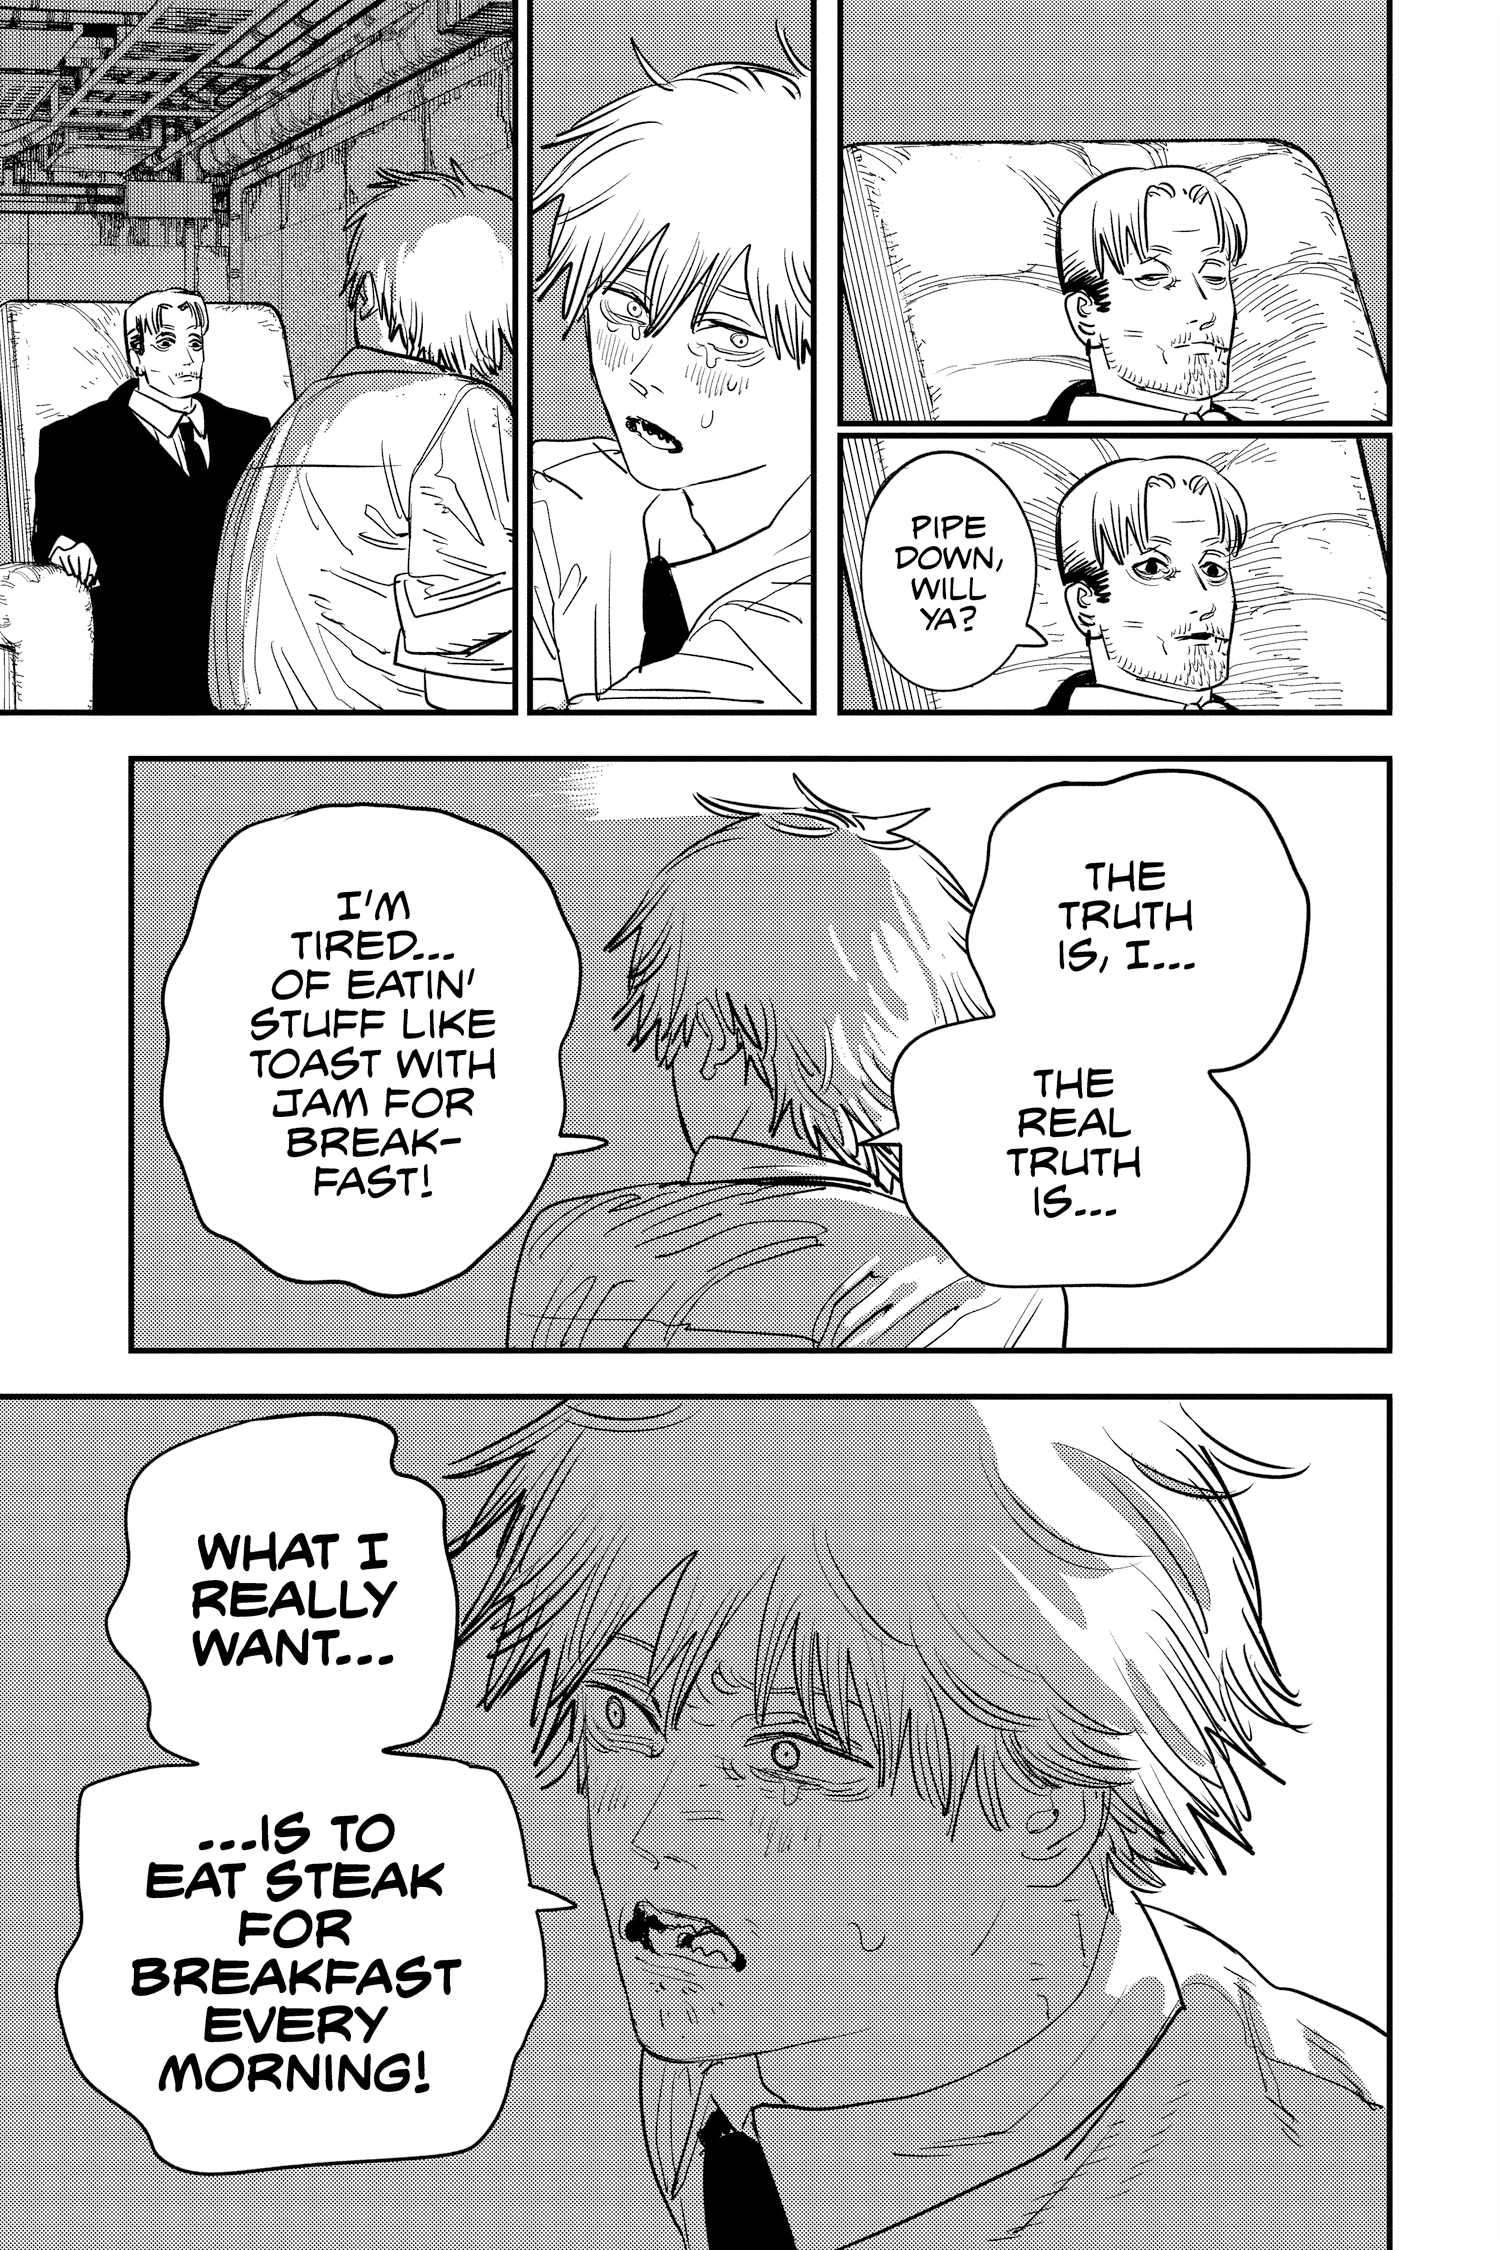 PIPE
DOWN,
WILL
YA?
THE
TRUTH
IS, I...
THE
REAL
TRUTH
IS...
I'M
TIRED...
OF EATIN'
STUFF LIKE
TOAST WITH
JAM FOR
BREAK-
FAST!
WHAT I
REALLY
WANT...
...IS TO
EAT STEAK
FOR
BREAKFAST
EVERY
MORNING!